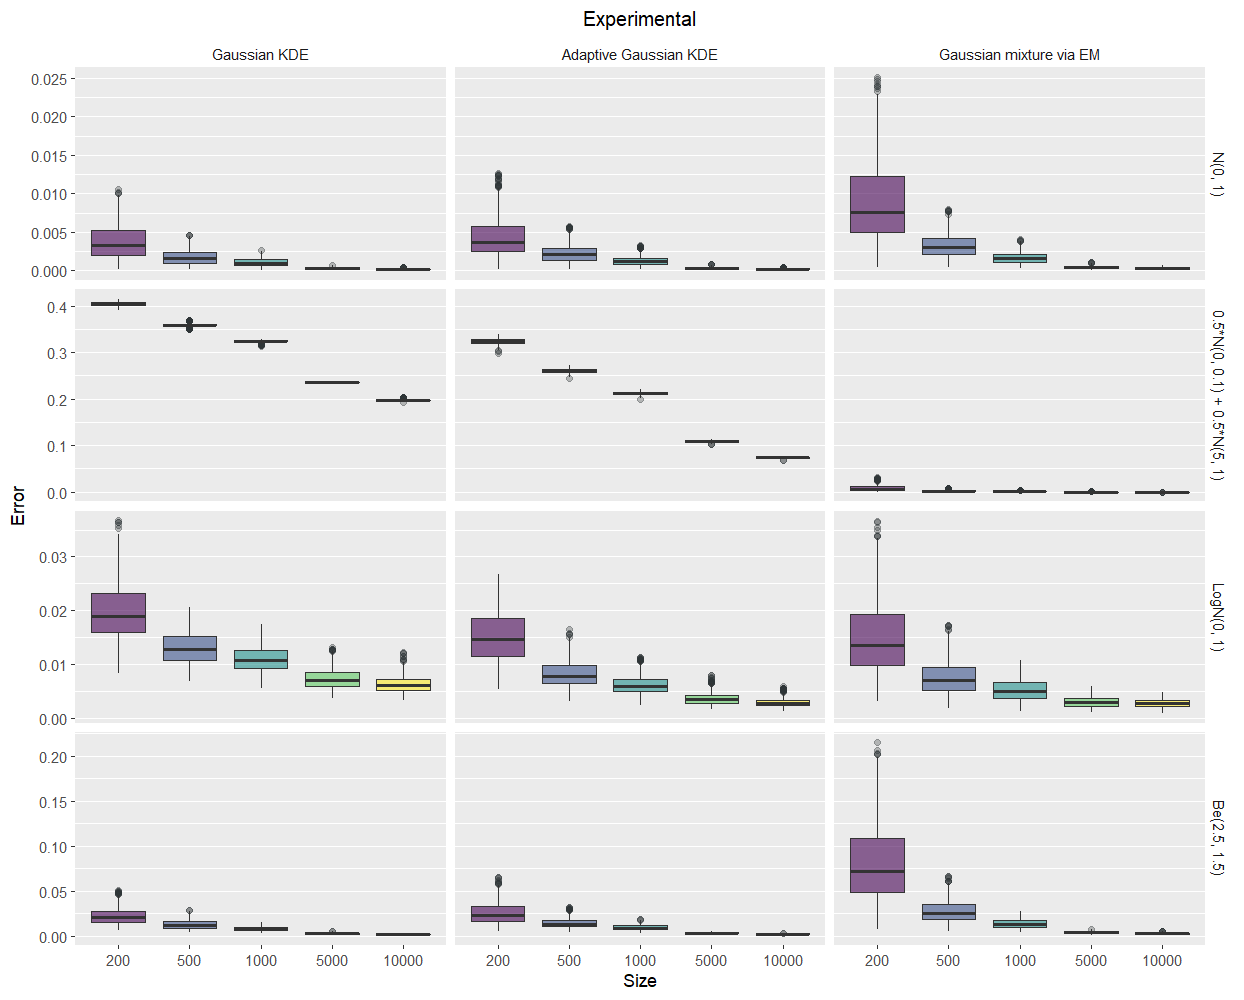 Experimental
Gaussian KDE
Adaptive Gaussian KDE
Gaussian mixture via EM
0.025
0.020
0.015
0.010
0.005
0.000
N(0, 1)
0.4
0.3
0.2
0.1
0.0
0.5*N(0, 0.1) + 0.5*N(5, 1)
Error
0.03
0.02
0.01
0.00
LogN(0, 1)
0.20
0.15
0.10
0.05
0.00
Be(2.5, 1.5)
200 500 1000 5000 10000
200 500 1000 5000 10000
200 500 1000 5000 10000
Size